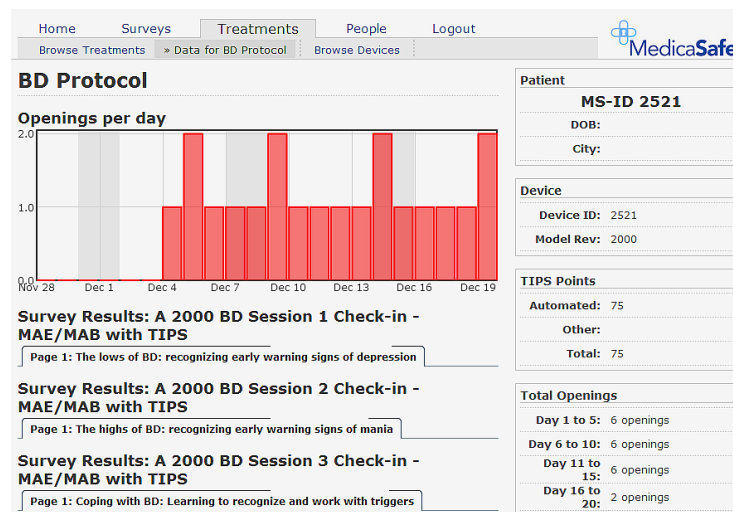 Home Surveys Treatments People Logout
Browse Treatments » Data for BD Protocol Browse Devices
MedicaSafe
BD Protocol
Openings per day
2.0
1.0
0.0
Nov 28 Dec 1 Dec 4 Dec 7 Dec 10 Dec 13 Dec 16 Dec 19
Survey Results: A 2000 BD Session 1 Check-in -
MAE/MAB with TIPS
Page 1: The lows of BD: recognizing early warning signs of depression
Survey Results: A 2000 BD Session 2 Check-in -
MAE/MAB with TIPS
Page 1: The highs of BD: recognizing early warning signs of mania
Survey Results: A 2000 BD Session 3 Check-in -
MAE/MAB with TIPS
Page 1: Coping with BD: Learning to recognize and work with triggers
Patient
MS-ID 2521
DOB:
City:
Device
Device ID: 2521
Model Rev: 2000
TIPS Points
Automated: 75
Other:
Total: 75
Total Openings
Day 1 to 5: 6 openings
Day 6 to 10: 6 openings
Day 11 to
15: 6 openings
Day 16 to
20: 2 openings